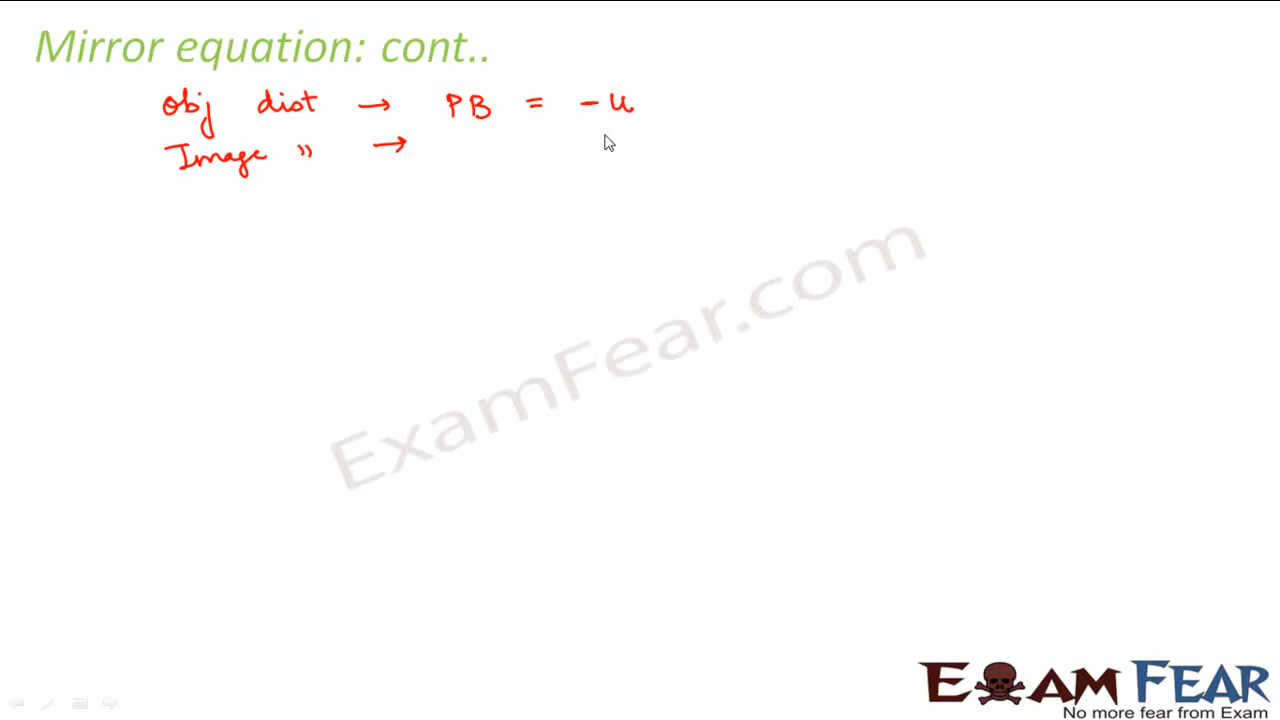 Mirror equation: cont..
obj dist → PB = -u
Image " →
ExamFear.com
EXAM FEAR
No more fear from Exam